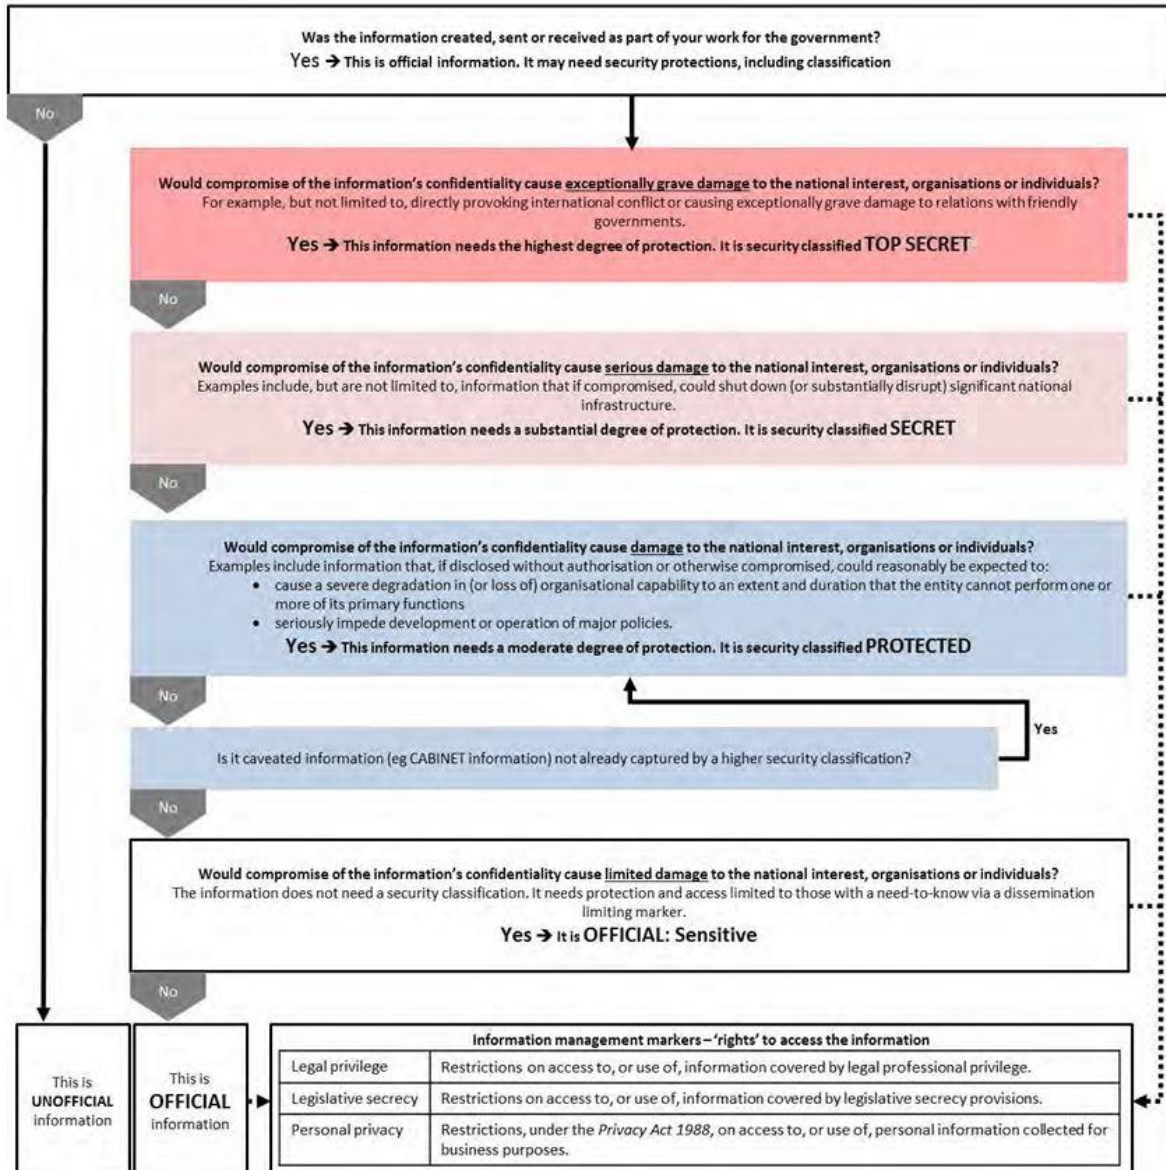 Was the information created, sent or received as part of your work for the government?
Yes → This is official information. It may need security protections, including classification
No
Would compromise of the information's confidentiality cause exceptionally grave damage to the national interest, organisations or individuals?
For example, but not limited to, directly provoking international conflict or causing exceptionally grave damage to relations with friendly
governments.
Yes → This information needs the highest degree of protection. It is security classified TOP SECRET
No
Would compromise of the information's confidentiality cause serious damage to the national interest, organisations or individuals?
Examples include, but are not limited to, information that if compromised, could shut down (or substantially disrupt) significant national
infrastructure.
Yes → This information needs a substantial degree of protection. It is security classified SECRET
No
Would compromise of the information's confidentiality cause damage to the national interest, organisations or individuals?
Examples include information that, if disclosed without authorisation or otherwise compromised, could reasonably be expected to:
• cause a severe degradation in (or loss of) organisational capability to an extent and duration that the entity cannot perform one or
more of its primary functions
• seriously impede development or operation of major policies.
Yes → This information needs a moderate degree of protection. It is security classified PROTECTED
No
Yes
Is it caveated information (eg CABINET information) not already captured by a higher security classification?
No
Would compromise of the information's confidentiality cause limited damage to the national interest, organisations or individuals?
The information does not need a security classification. It needs protection and access limited to those with a need-to-know via a dissemination
limiting marker.
Yes → It is OFFICIAL: Sensitive
No
This is
UNOFFICIAL
information
This is
OFFICIAL
information
Information management markers – 'rights' to access the information
Legal privilege Restrictions on access to, or use of, information covered by legal professional privilege.
Legislative secrecy Restrictions on access to, or use of, information covered by legislative secrecy provisions.
Personal privacy Restrictions, under the Privacy Act 1988, on access to, or use of, personal information collected for
business purposes.